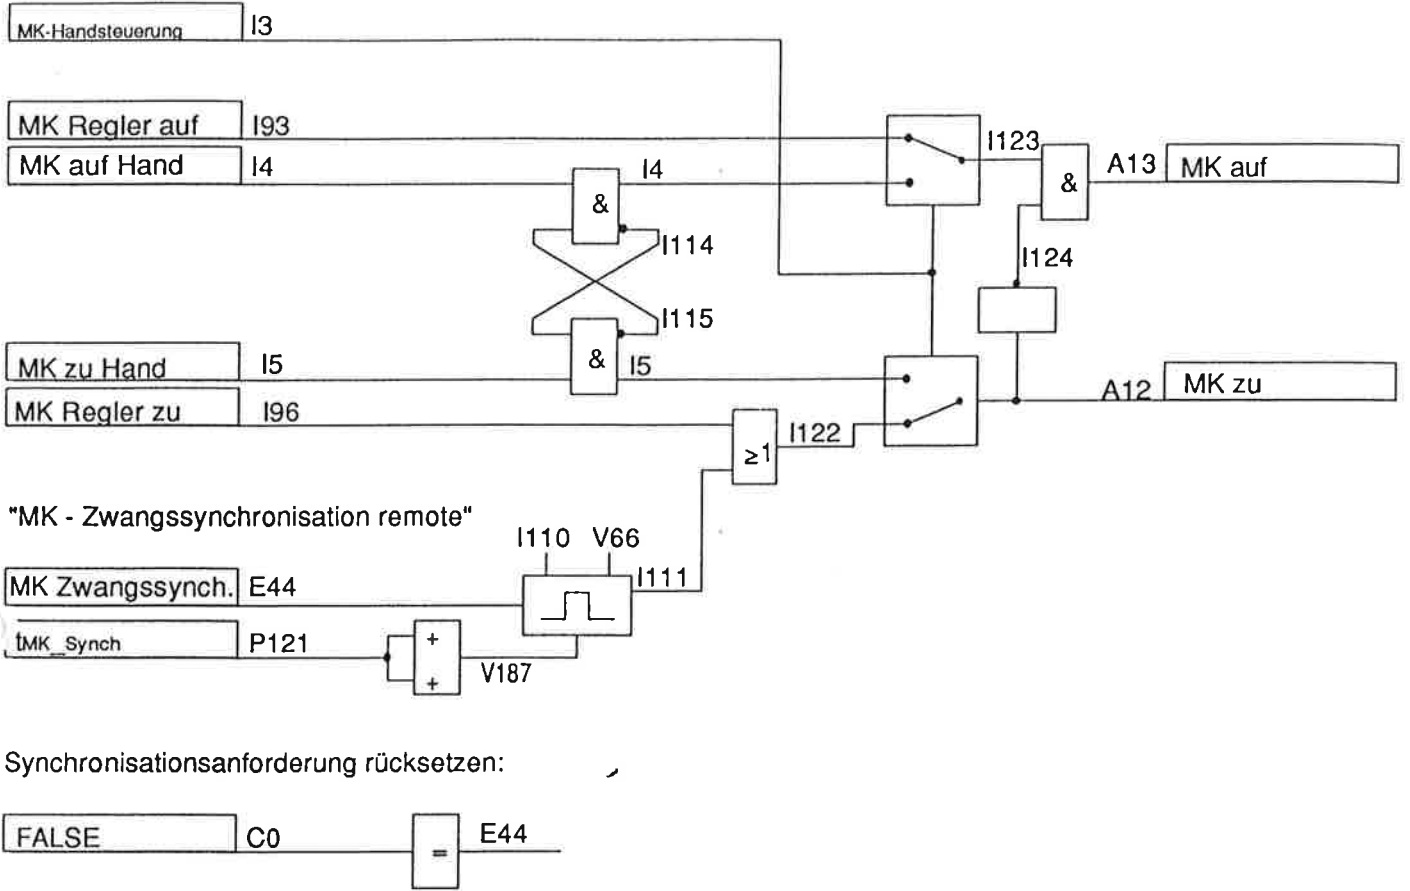 MK-Handsteuerung I3
MK Regler auf I93
MK auf Hand I4
I4
&
I114
I115
&
I123
&
A13 MK auf
I124
MK zu Hand I5
I5
MK Regler zu I96
≥1
I122
A12 MK zu
"MK - Zwangssynchronisation remote"
I110 V66
MK Zwangssynch. E44
I111
tMK_Synch P121
+
+
V187
Synchronisationsanforderung rücksetzen:
FALSE C0
=
E44